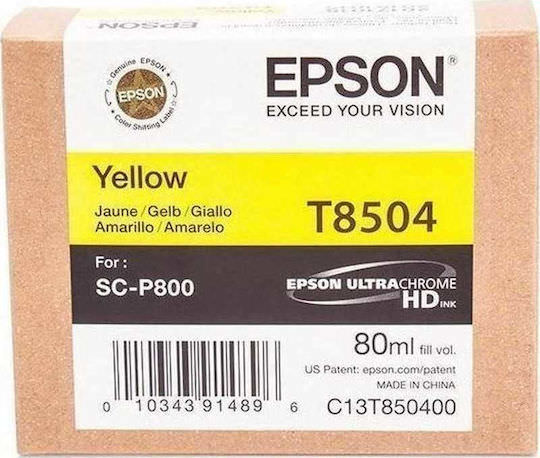 Genuine EPSON
EPSON
Color Shifting Label
EPSON®
EXCEED YOUR VISION
Yellow
Jaune/Gelb/Giallo
Amarillo/Amarelo
T8504
For :
SC-P800
EPSON ULTRACHROME
HD INK
80ml fill vol.
US Patent: epson.com/patent
MADE IN CHINA
0 10343 91489 6
C13T850400